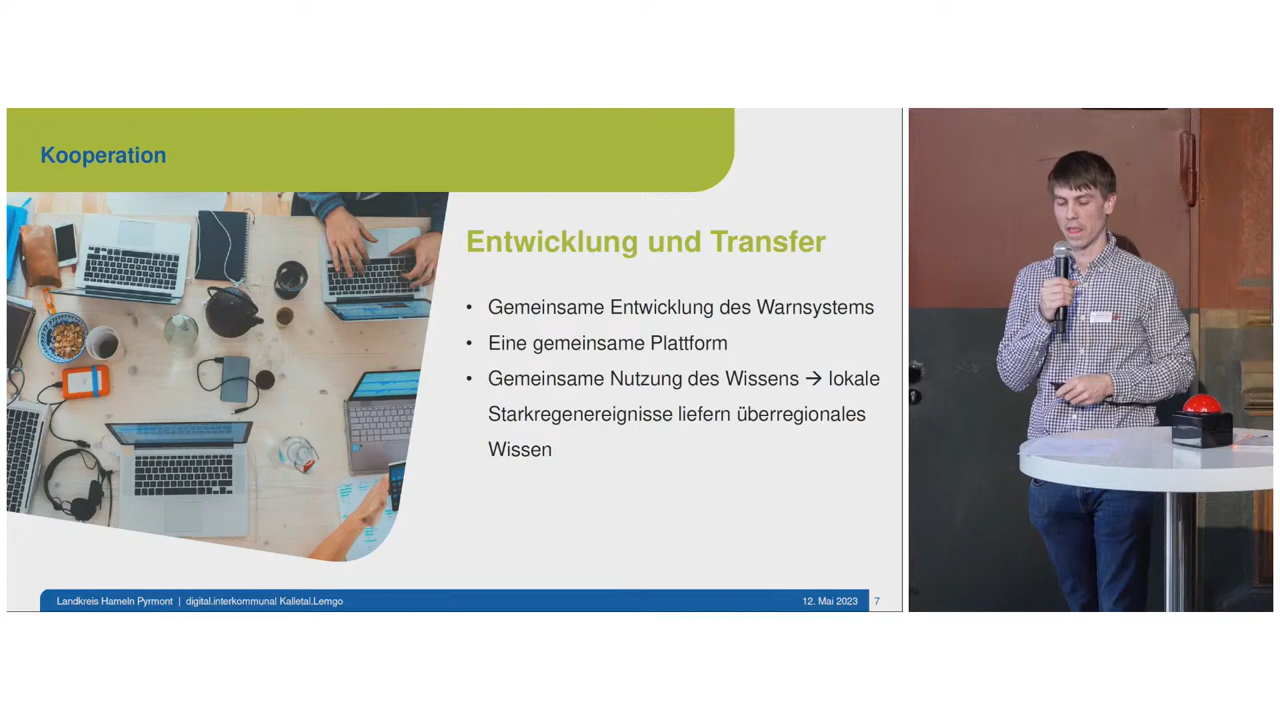 Kooperation
Entwicklung und Transfer
• Gemeinsame Entwicklung des Warnsystems
• Eine gemeinsame Plattform
• Gemeinsame Nutzung des Wissens → lokale
Starkregenereignisse liefern überregionales
Wissen
Landkreis Hameln Pyrmont | digital.interkommunal Kalletal.Lemgo
12. Mai 2023 7